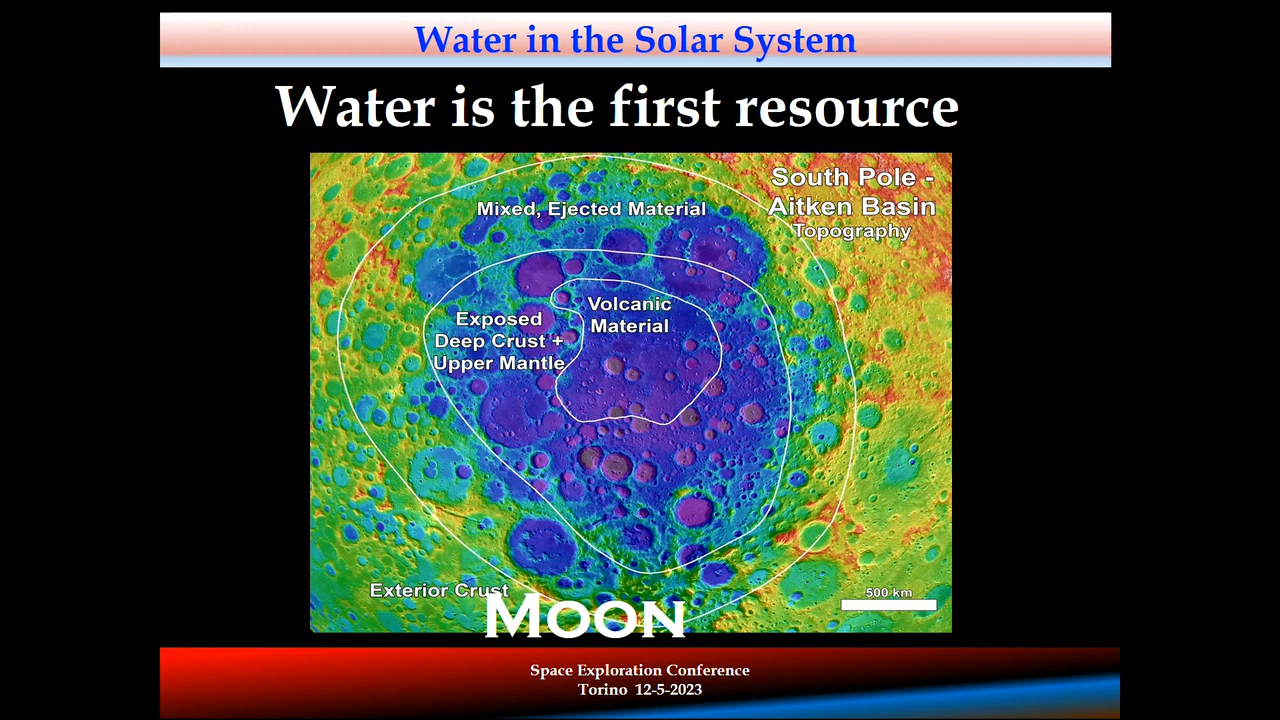 Water in the Solar System
Water is the first resource
South Pole -
Aitken Basin
Topography
Mixed, Ejected Material
Volcanic
Material
Exposed
Deep Crust +
Upper Mantle
Exterior Crust
500 km
MOON
Space Exploration Conference
Torino 12-5-2023